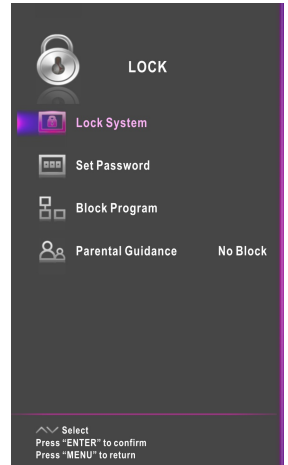 LOCK
Lock System
Set Password
Block Program
Parental Guidance No Block
Select
Press “ENTER” to confirm
Press “MENU” to return